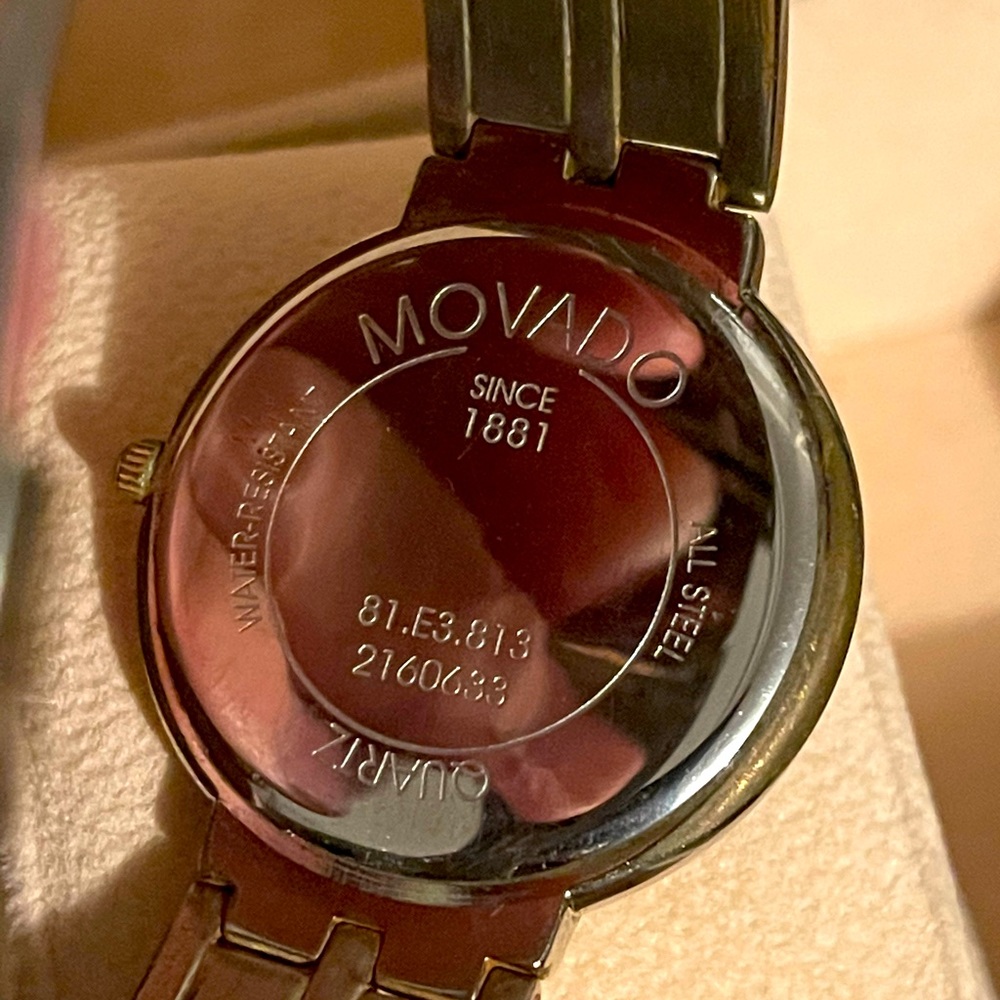 MOVADO
SINCE
1881
WATER-RESISTANT
ALL STEEL
81.E3.813
2160633
QUARTZ